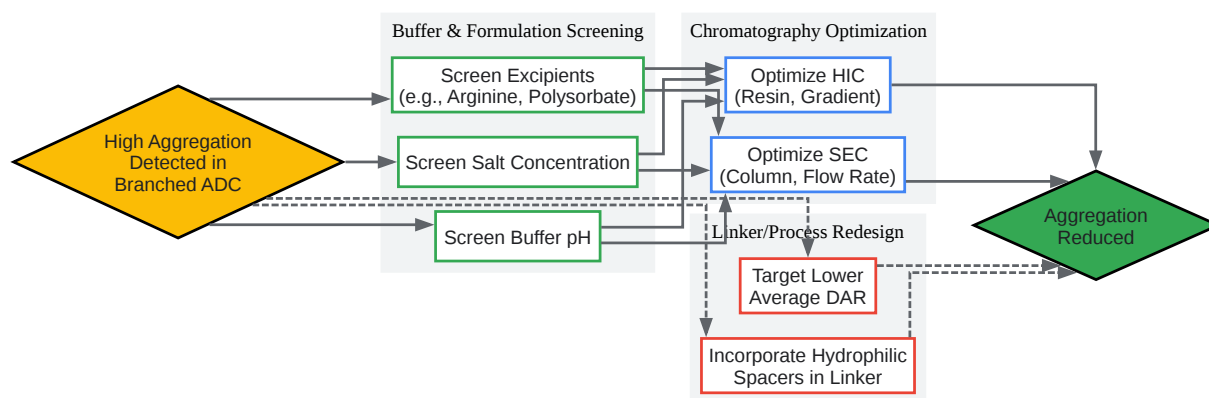 Buffer & Formulation Screening
Chromatography Optimization
Screen Excipients
(e.g., Arginine, Polysorbate)
Optimize HIC
(Resin, Gradient)
High Aggregation
Detected in
Branched ADC
Screen Salt Concentration
Optimize SEC
(Column, Flow Rate)
Screen Buffer pH
Linker/Process Redesign
Aggregation
Reduced
Target Lower
Average DAR
Incorporate Hydrophilic
Spacers in Linker